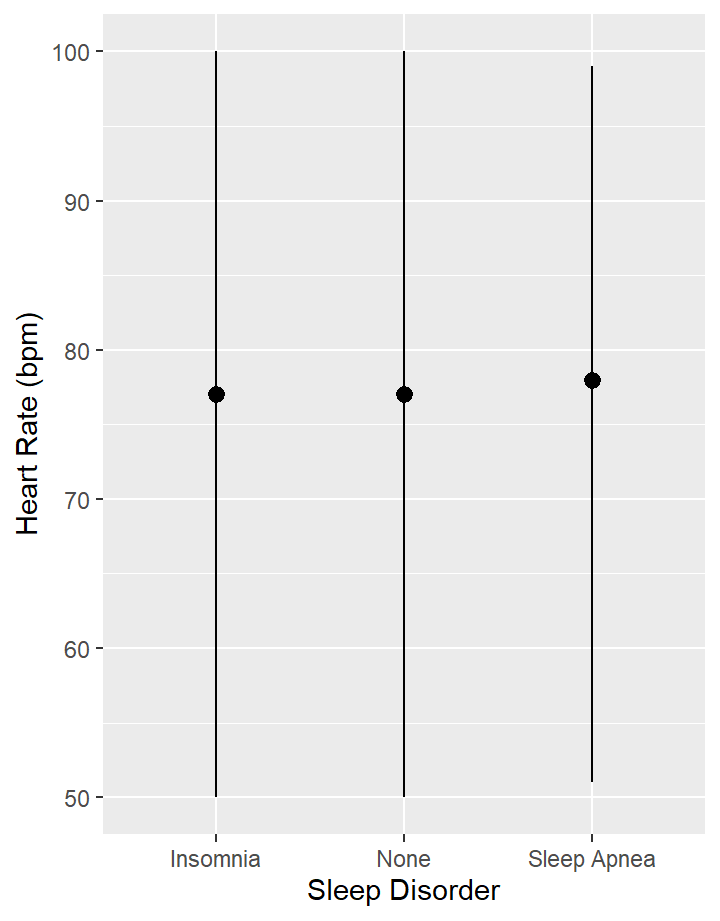 100
90
80
70
60
50
Heart Rate (bpm)
Insomnia
None
Sleep Apnea
Sleep Disorder